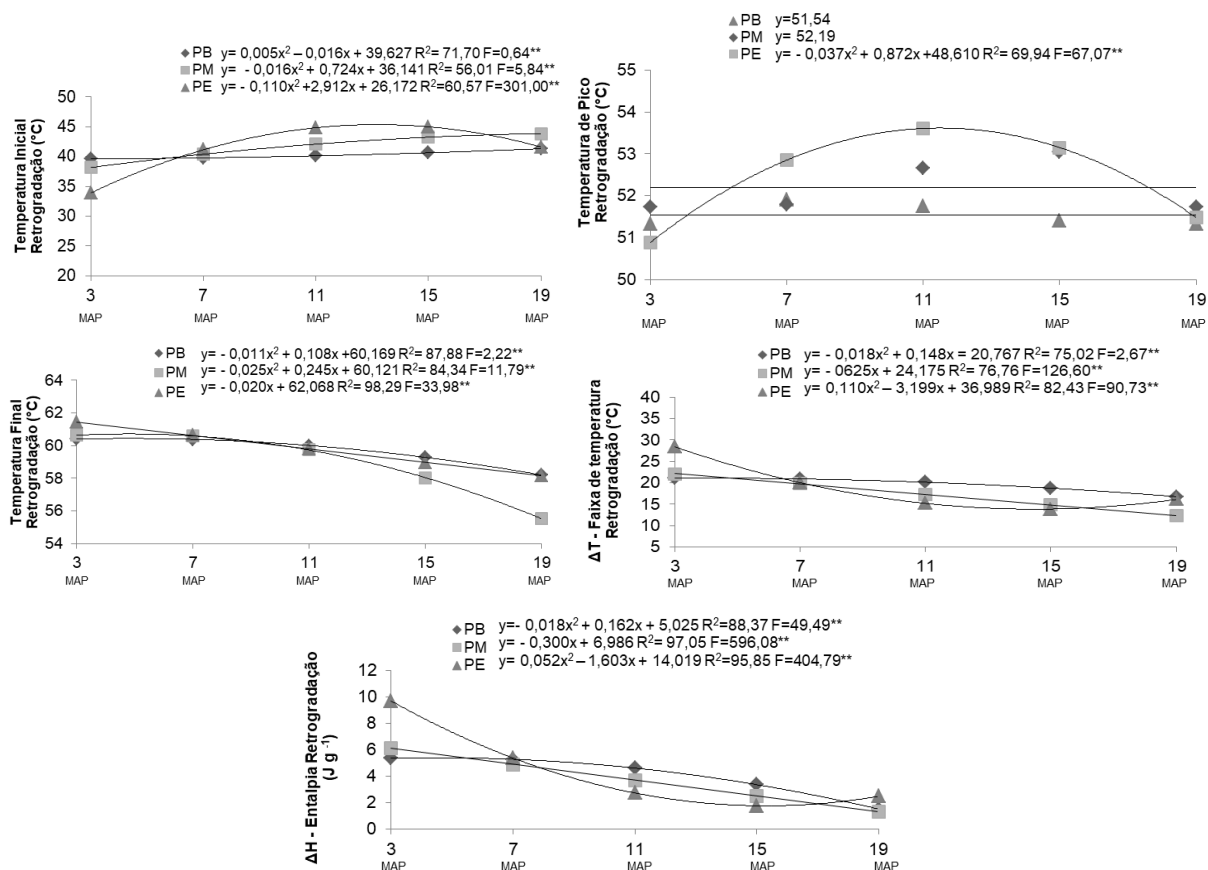 PB y= 0,005x² – 0,016x + 39,627 R²= 71,70 F=0,64**
PM y= - 0,016x² + 0,724x + 36,141 R²= 56,01 F=5,84**
PE y= - 0,110x² +2,912x + 26,172 R²=60,57 F=301,00**
Temperatura Inicial
Retrogradação (°C)
50
45
40
35
30
25
20
3 7 11 15 19
MAP MAP MAP MAP MAP
PB y=51,54
PM y= 52,19
PE y= - 0,037x² + 0,872x +48,610 R²= 69,94 F=67,07**
Temperatura de Pico
Retrogradação (°C)
55
54
53
52
51
50
3 7 11 15 19
MAP MAP MAP MAP MAP
PB y= - 0,011x² + 0,108x +60,169 R²= 87,88 F=2,22**
PM y= - 0,025x² + 0,245x + 60,121 R²= 84,34 F=11,79**
PE y= - 0,020x + 62,068 R²= 98,29 F=33,98**
Temperatura Final
Retrogradação (°C)
64
62
60
58
56
54
3 7 11 15 19
MAP MAP MAP MAP MAP
PB y= - 0,018x² + 0,148x = 20,767 R²= 75,02 F=2,67**
PM y= - 0625x + 24,175 R²= 76,76 F=126,60**
PE y= 0,110x² – 3,199x + 36,989 R²= 82,43 F=90,73**
ΔT - Faixa de temperatura
Retrogradação (°C)
40
35
30
25
20
15
10
5
3 7 11 15 19
MAP MAP MAP MAP MAP
PB y=- 0,018x² + 0,162x + 5,025 R²=88,37 F=49,49**
PM y= - 0,300x + 6,986 R²= 97,05 F=596,08**
PE y= 0,052x² – 1,603x + 14,019 R²=95,85 F=404,79**
ΔH - Entalpia Retrogradação
(J g ⁻¹)
12
10
8
6
4
2
0
3 7 11 15 19
MAP MAP MAP MAP MAP